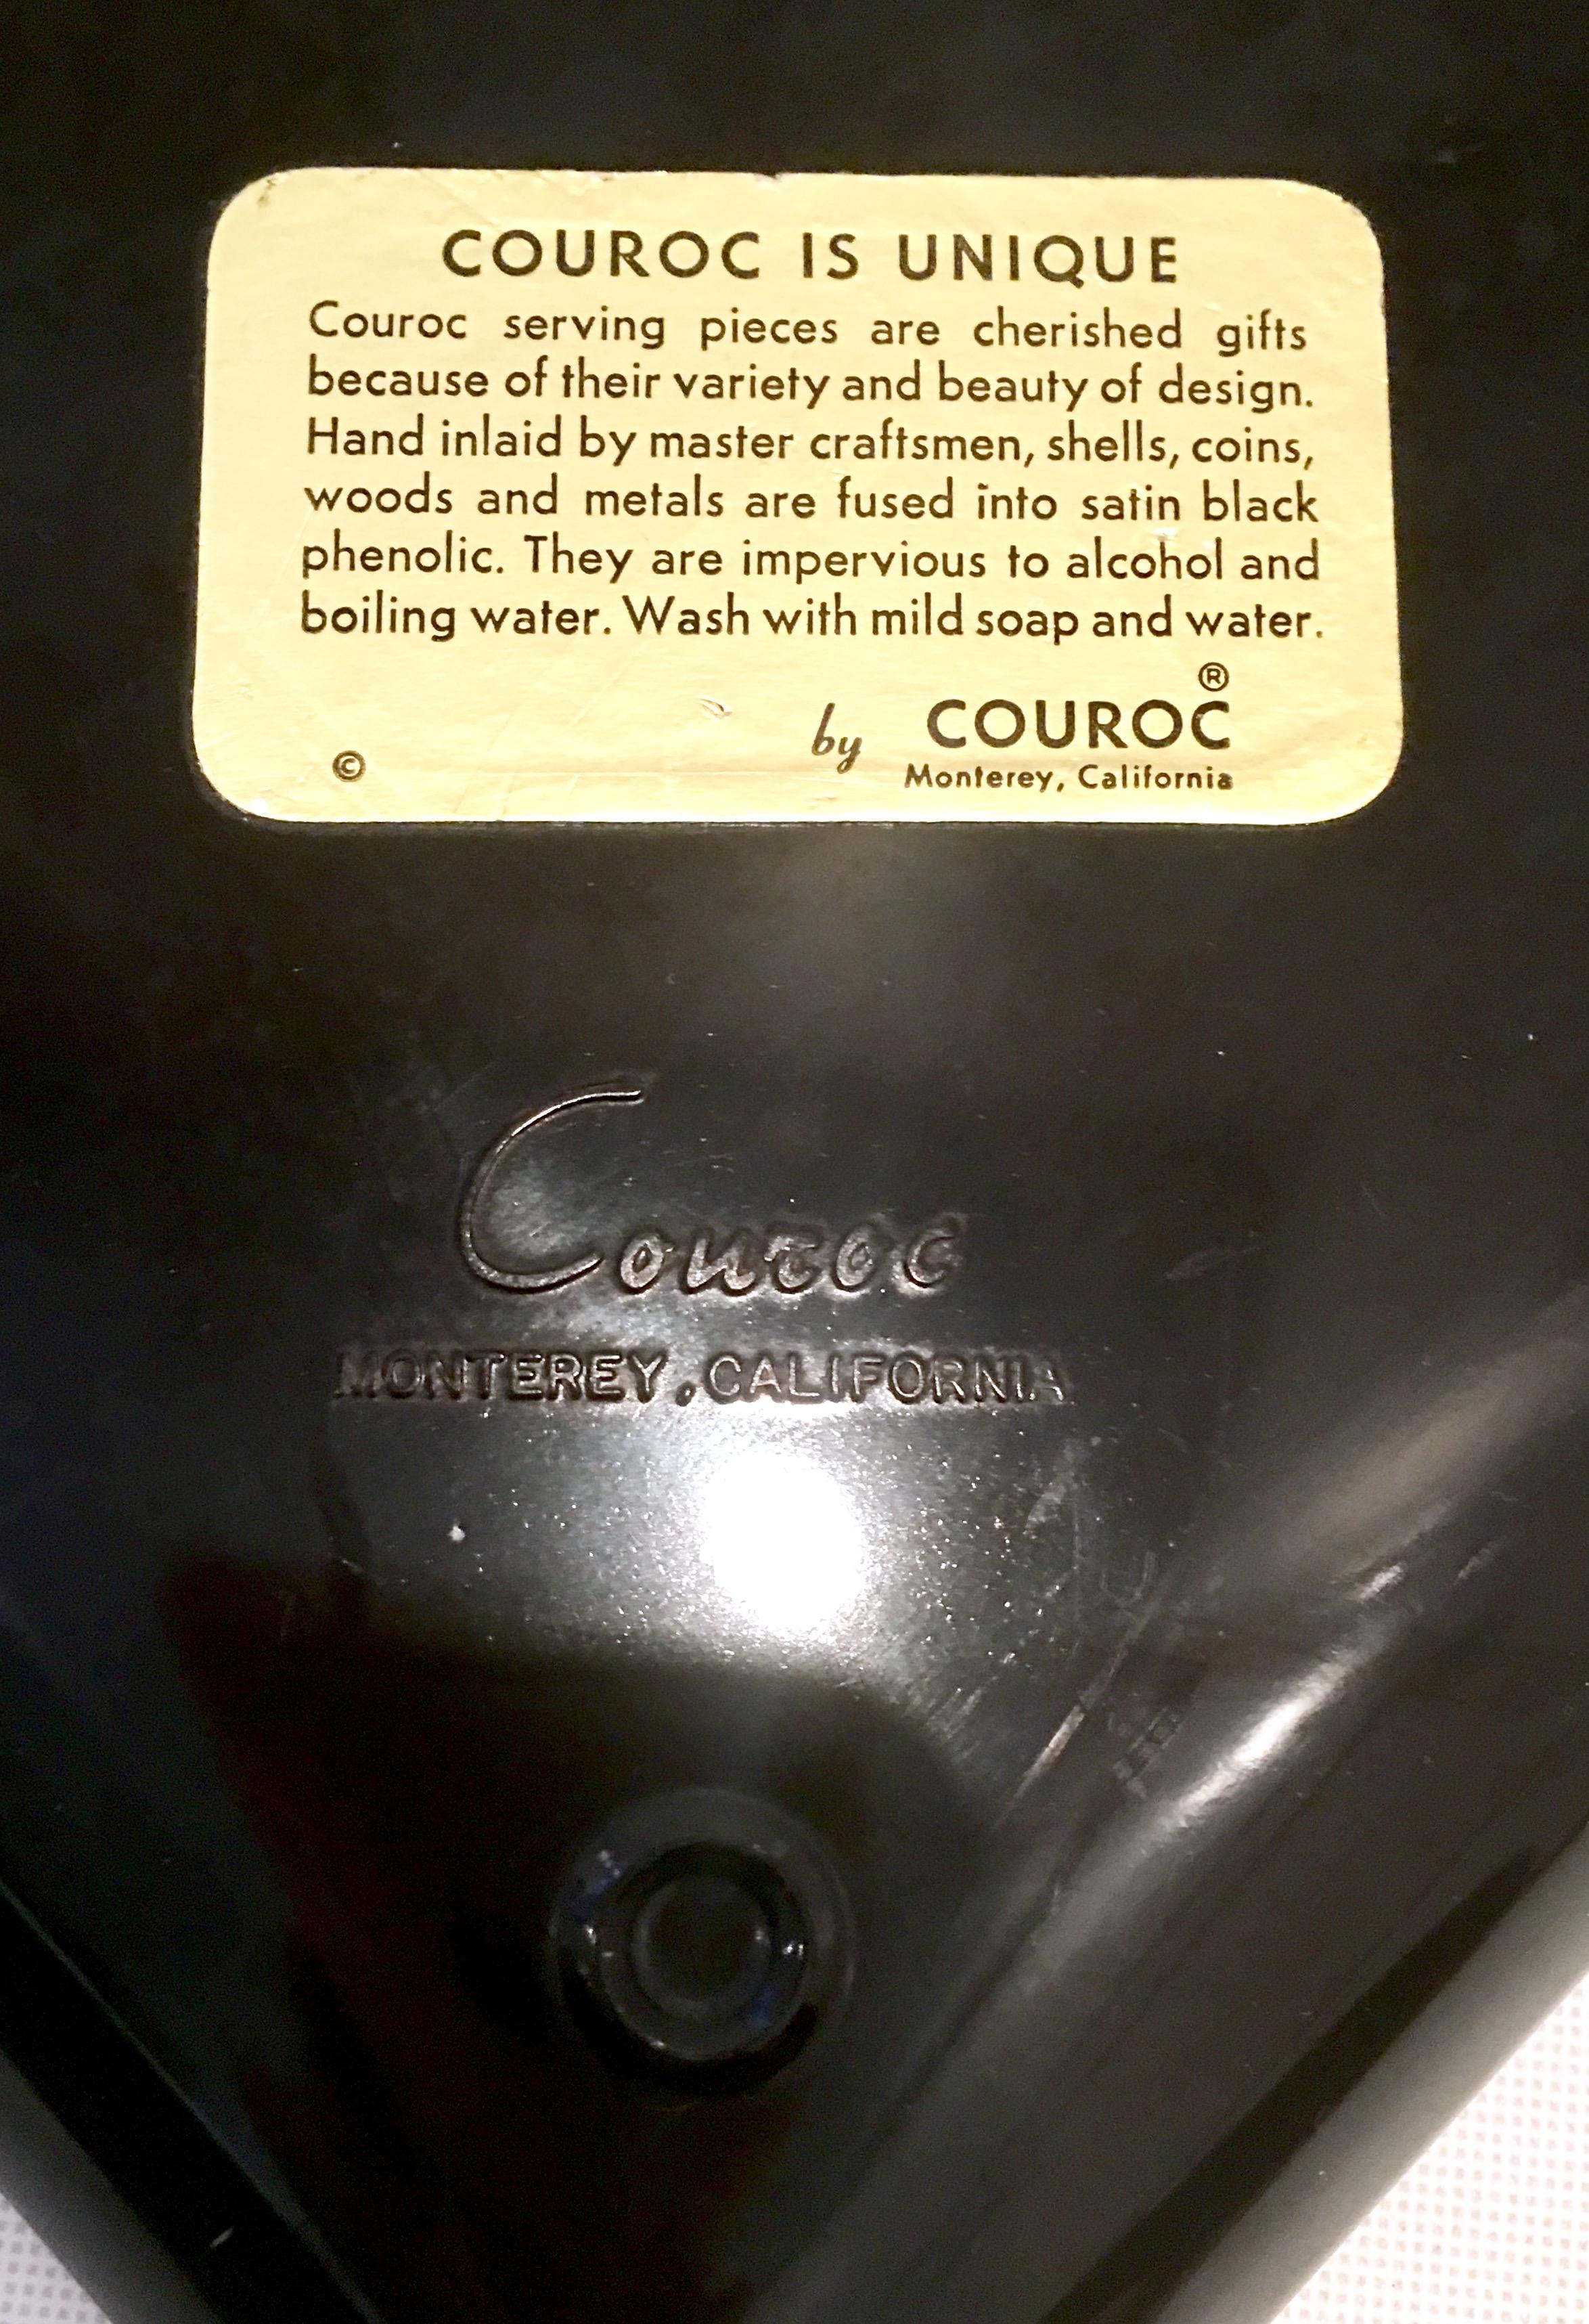 COUROC IS UNIQUE
Couroc serving pieces are cherished gifts
because of their variety and beauty of design.
Hand inlaid by master craftsmen, shells, coins,
woods and metals are fused into satin black
phenolic. They are impervious to alcohol and
boiling water. Wash with mild soap and water.
© by COUROC®
Monterey, California
Couroc
MONTEREY, CALIFORNIA